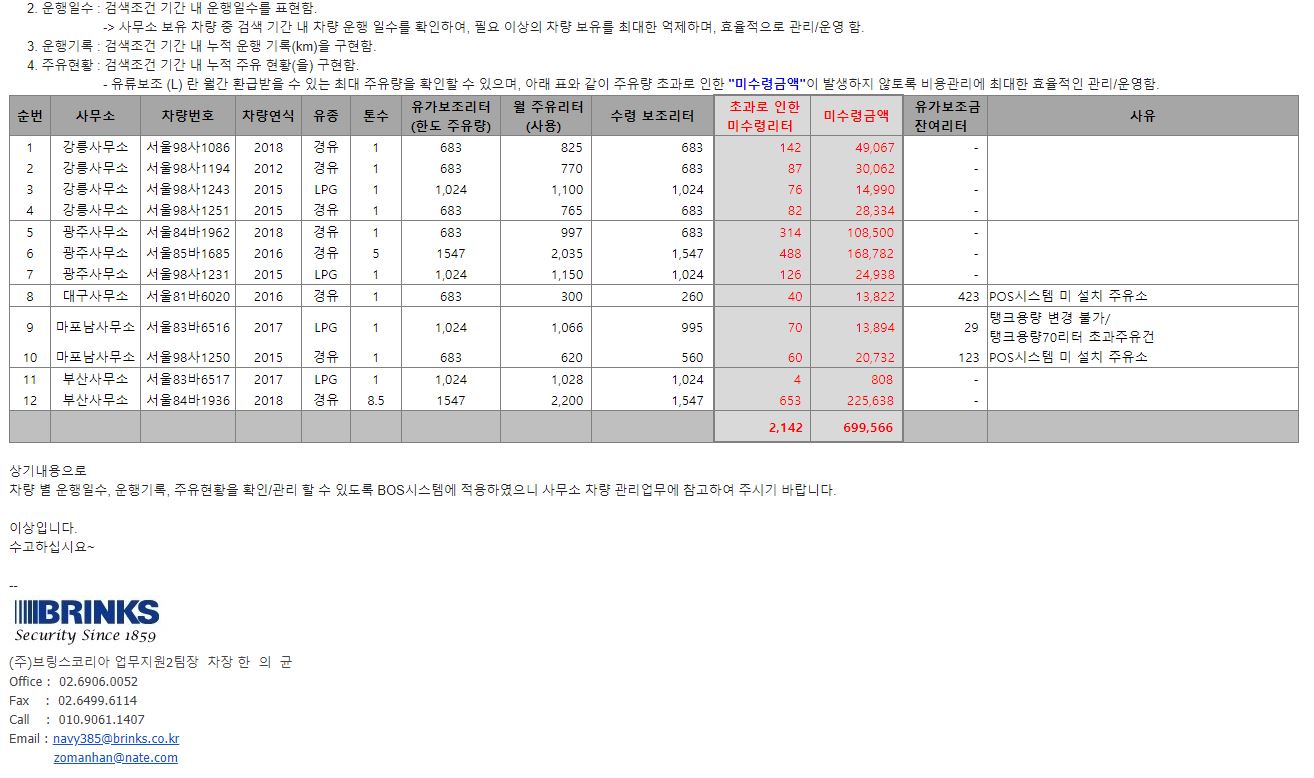 2. 운행일수 : 검색조건 기간 내 운행일수를 표현함.
-> 사무소 보유 차량 중 검색 기간 내 차량 운행 일수를 확인하여, 필요 이상의 차량 보유를 최대한 억제하며, 효율적으로 관리/운영 함.
3. 운행기록 : 검색조건 기간 내 누적 운행 기록(km)을 구현함.
4. 주유현황 : 검색조건 기간 내 누적 주유 현황(을) 구현함.
- 유류보조 (L) 란 월간 환급받을 수 있는 최대 주유량을 확인할 수 있으며, 아래 표와 같이 주유량 초과로 인한 "미수령금액"이 발생하지 않토록 비용관리에 최대한 효율적인 관리/운영함.
순번 사무소 차량번호 차량연식 유종 톤수 유가보조리터 (한도 주유량) 월 주유리터 (사용) 수령 보조리터 초과로 인한 미수령리터 미수령금액 유가보조금 잔여리터 사유
1 강릉사무소 서울98사1086 2018 경유 1 683 825 683 142 49,067 -
2 강릉사무소 서울98사1194 2012 경유 1 683 770 683 87 30,062 -
3 강릉사무소 서울98사1243 2015 LPG 1 1,024 1,100 1,024 76 14,990 -
4 강릉사무소 서울98사1251 2015 경유 1 683 765 683 82 28,334 -
5 광주사무소 서울84바1962 2018 경유 1 683 997 683 314 108,500 -
6 광주사무소 서울85바1685 2016 경유 5 1547 2,035 1,547 488 168,782 -
7 광주사무소 서울98사1231 2015 LPG 1 1,024 1,150 1,024 126 24,938 -
8 대구사무소 서울81바6020 2016 경유 1 683 300 260 40 13,822 423 POS시스템 미 설치 주유소
9 마포남사무소 서울83바6516 2017 LPG 1 1,024 1,066 995 70 13,894 29 탱크용량 변경 불가/
탱크용량70리터 초과주유건
10 마포남사무소 서울98사1250 2015 경유 1 683 620 560 60 20,732 123 POS시스템 미 설치 주유소
11 부산사무소 서울83바6517 2017 LPG 1 1,024 1,028 1,024 4 808 -
12 부산사무소 서울84바1936 2018 경유 8.5 1547 2,200 1,547 653 225,638 -
2,142 699,566
상기내용으로
차량 별 운행일수, 운행기록, 주유현황을 확인/관리 할 수 있도록 BOS시스템에 적용하였으니 사무소 차량 관리업무에 참고하여 주시기 바랍니다.
이상입니다.
수고하십시요~
--
BRINKS
Security Since 1859
(주)브링스코리아 업무지원2팀장 차장 한 의 균
Office : 02.6906.0052
Fax : 02.6499.6114
Call : 010.9061.1407
Email : navy385@brinks.co.kr
zomanhan@nate.com